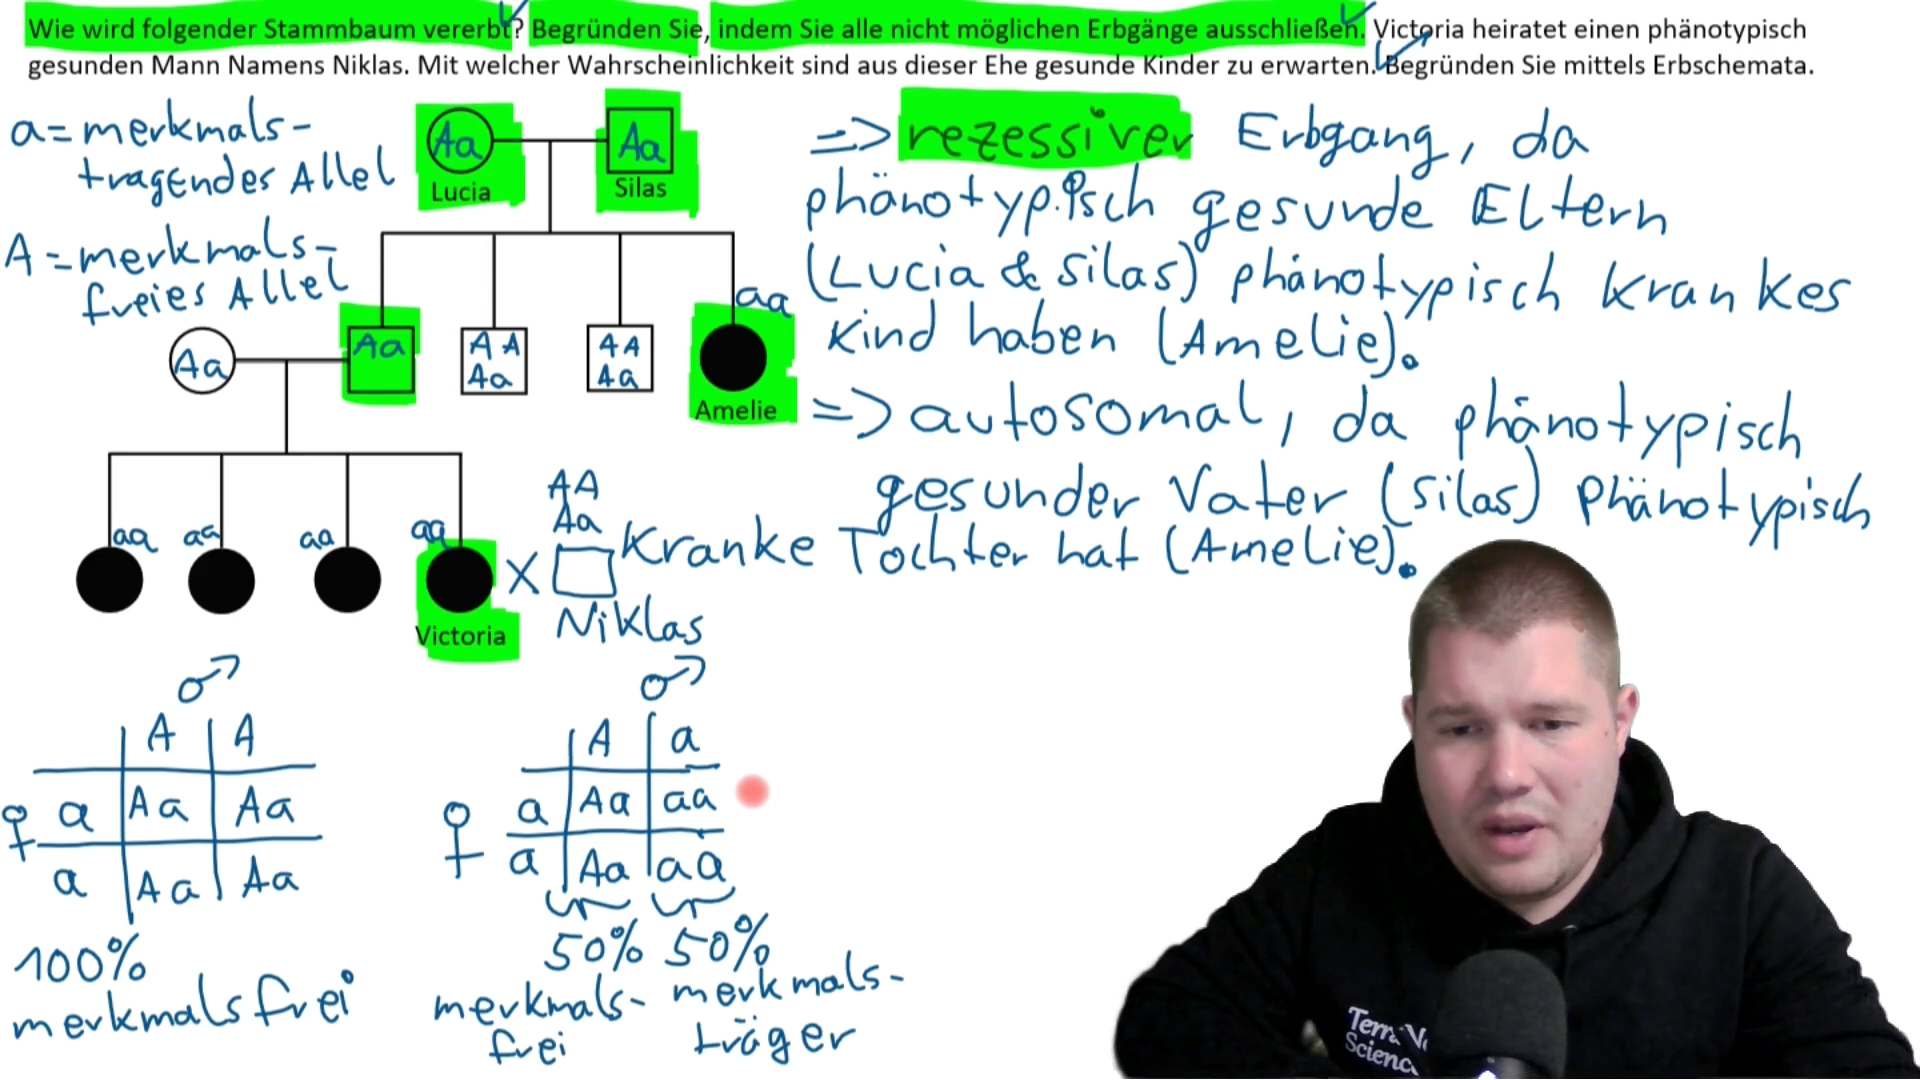 Wie wird folgender Stammbaum vererbt? Begründen Sie, indem Sie alle nicht möglichen Erbgänge ausschließen. Victoria heiratet einen phänotypisch
gesunden Mann Namens Niklas. Mit welcher Wahrscheinlichkeit sind aus dieser Ehe gesunde Kinder zu erwarten. Begründen Sie mittels Erbschemata.
a = merkmals-
tragendes Allel
A = merkmals-
freies Allel
Aa
Lucia
Aa
Silas
Aa
Aa
AA
Aa
AA
Aa
aa
Amelie
aa
aa
aa
aa
Victoria
X
AA
Aa
Niklas
=> rezessiver Erbgang, da
phänotypisch gesunde Eltern
(Lucia & Silas) phänotypisch krankes
Kind haben (Amelie).
=> autosomal, da phänotypisch
gesunder Vater (Silas) phänotypisch
Kranke Tochter hat (Amelie).
♂
A A
♀ a Aa Aa
a Aa Aa
100%
merkmalsfrei
♂
A a
♀ a Aa aa
a Aa aa
50% 50%
merkmals- merkmals-
frei träger
Terra V
Scienc